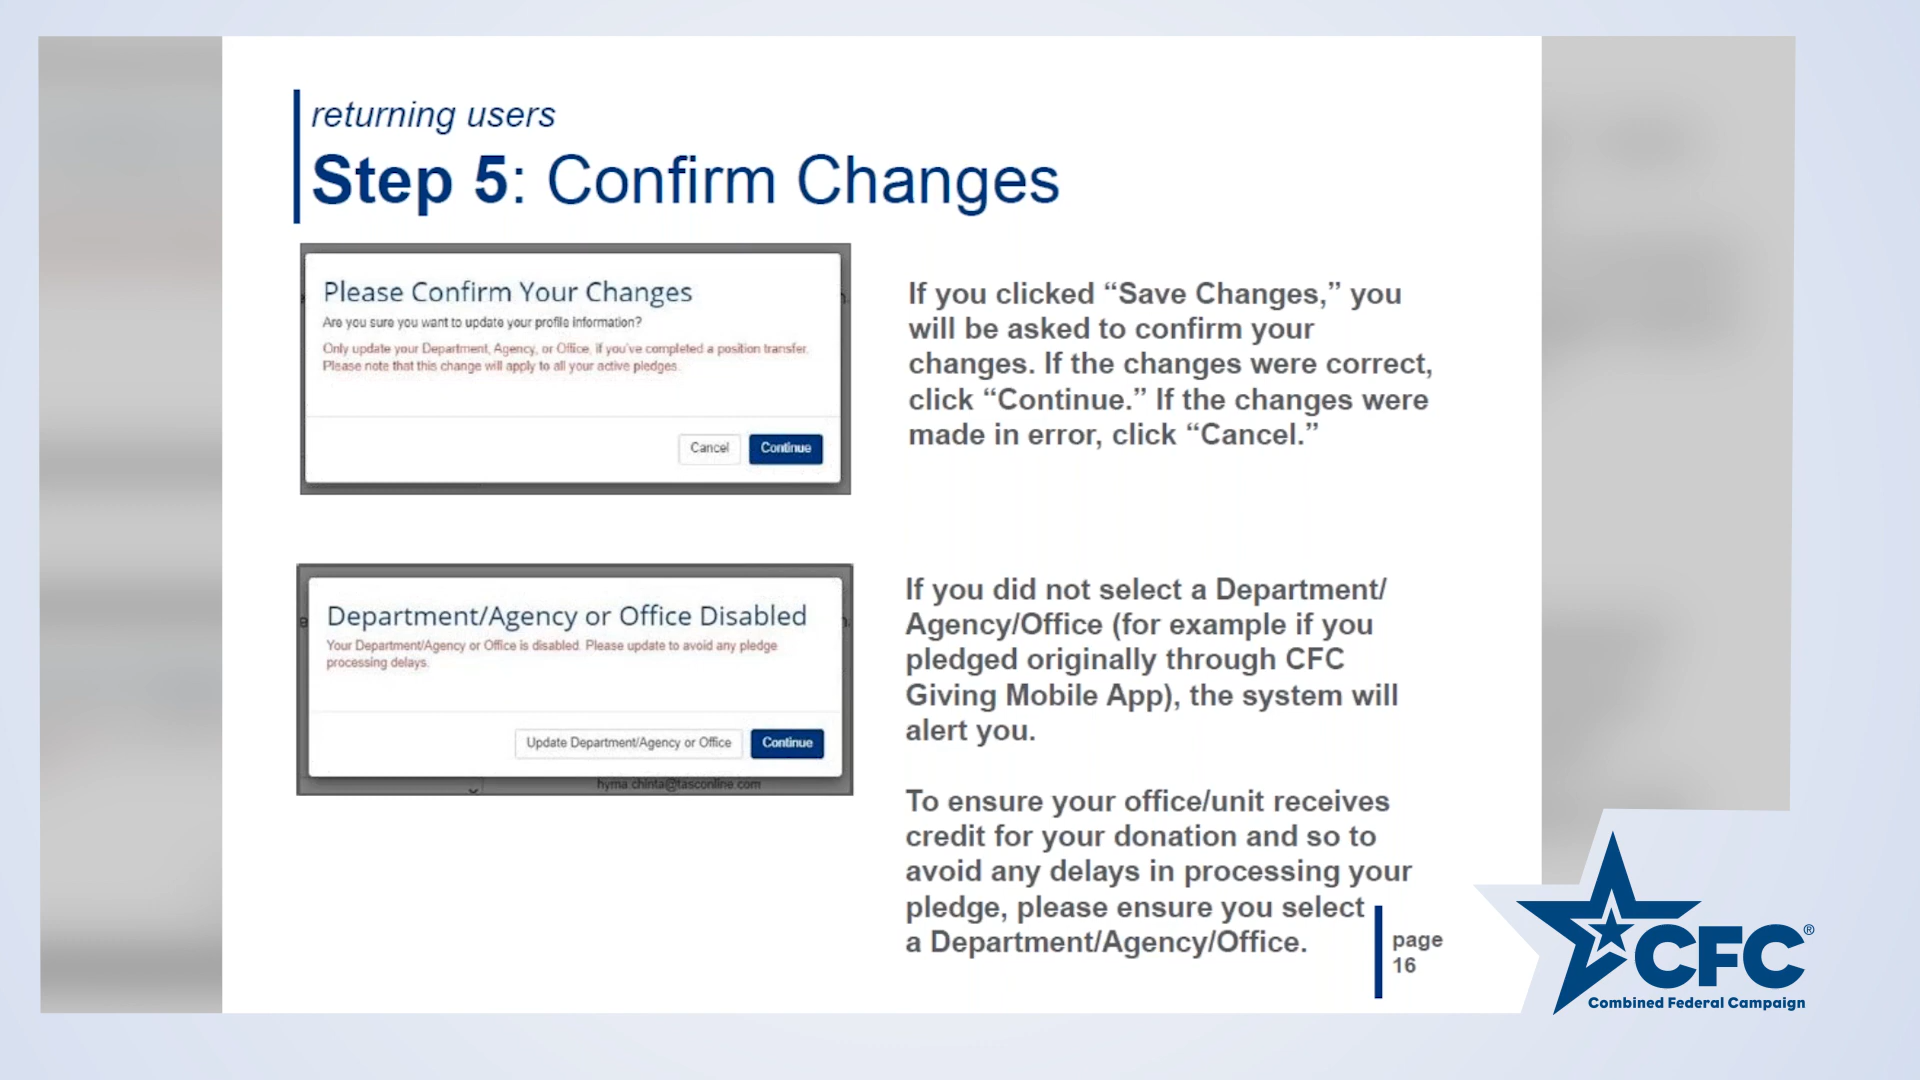 returning users
Step 5: Confirm Changes
Please Confirm Your Changes
Are you sure you want to update your profile information?
Only update your Department, Agency, or Office, if you've completed a position transfer.
Please note that this change will apply to all your active pledges.
Cancel
Continue
If you clicked “Save Changes,” you
will be asked to confirm your
changes. If the changes were correct,
click “Continue.” If the changes were
made in error, click “Cancel.”
Department/Agency or Office Disabled
Your Department/Agency or Office is disabled. Please update to avoid any pledge
processing delays.
Update Department/Agency or Office
Continue
hyma.chinta@tasconline.com
If you did not select a Department/
Agency/Office (for example if you
pledged originally through CFC
Giving Mobile App), the system will
alert you.
To ensure your office/unit receives
credit for your donation and so to
avoid any delays in processing your
pledge, please ensure you select
a Department/Agency/Office.
page
16
CFC®
Combined Federal Campaign